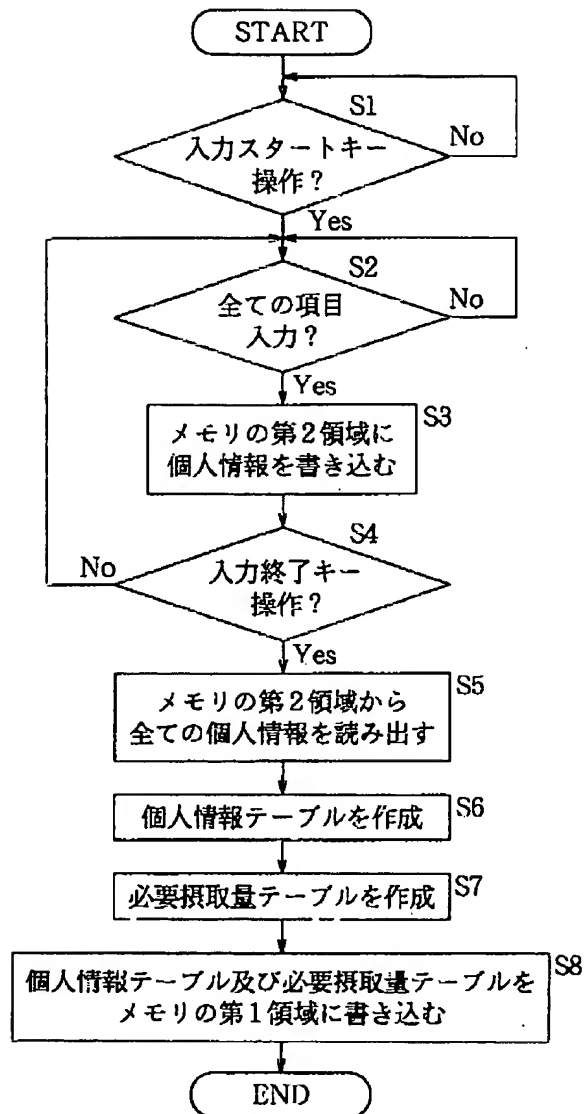 START
S1
入力スタートキー
操作?
No
Yes
S2
全ての項目
入力?
No
Yes
S3
メモリの第2領域に
個人情報を書き込む
S4
入力終了キー
操作?
No
Yes
S5
メモリの第2領域から
全ての個人情報を読み出す
S6
個人情報テーブルを作成
S7
必要摂取量テーブルを作成
S8
個人情報テーブル及び必要摂取量テーブルを
メモリの第1領域に書き込む
END